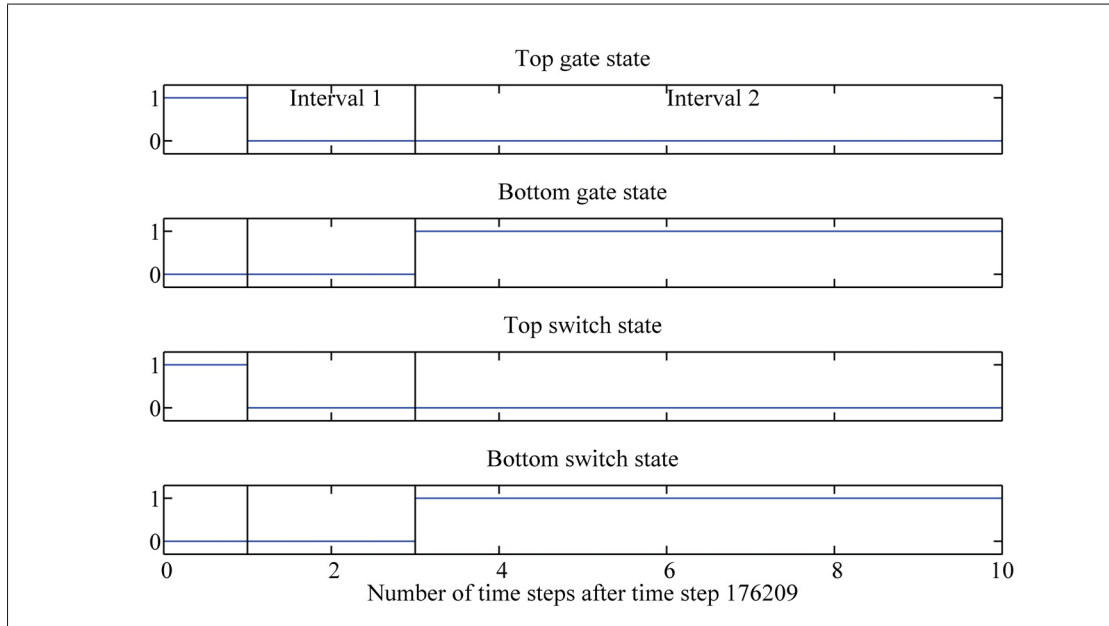 Top gate state
Interval 1
Interval 2
1
0
Bottom gate state
1
0
Top switch state
1
0
Bottom switch state
1
0
0 2 4 6 8 10
Number of time steps after time step 176209